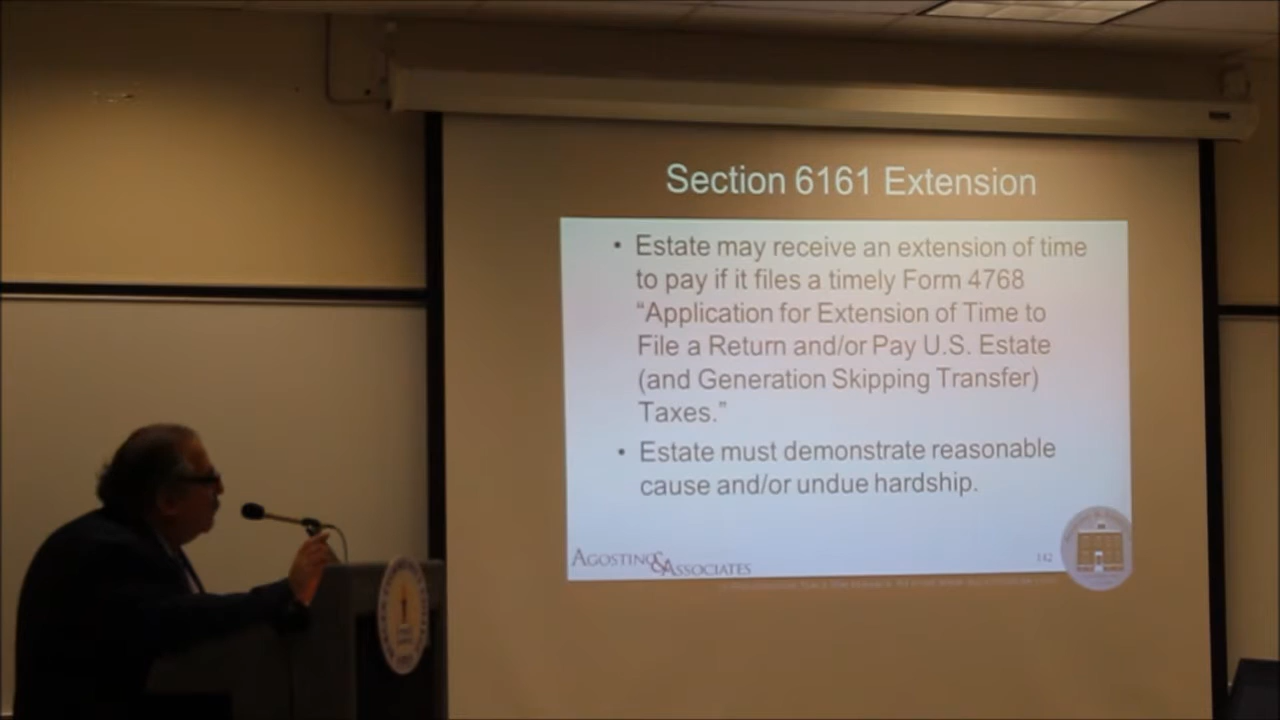 Section 6161 Extension
• Estate may receive an extension of time
to pay if it files a timely Form 4768
“Application for Extension of Time to
File a Return and/or Pay U.S. Estate
(and Generation Skipping Transfer)
Taxes.”
• Estate must demonstrate reasonable
cause and/or undue hardship.
AGOSTINO & ASSOCIATES
142